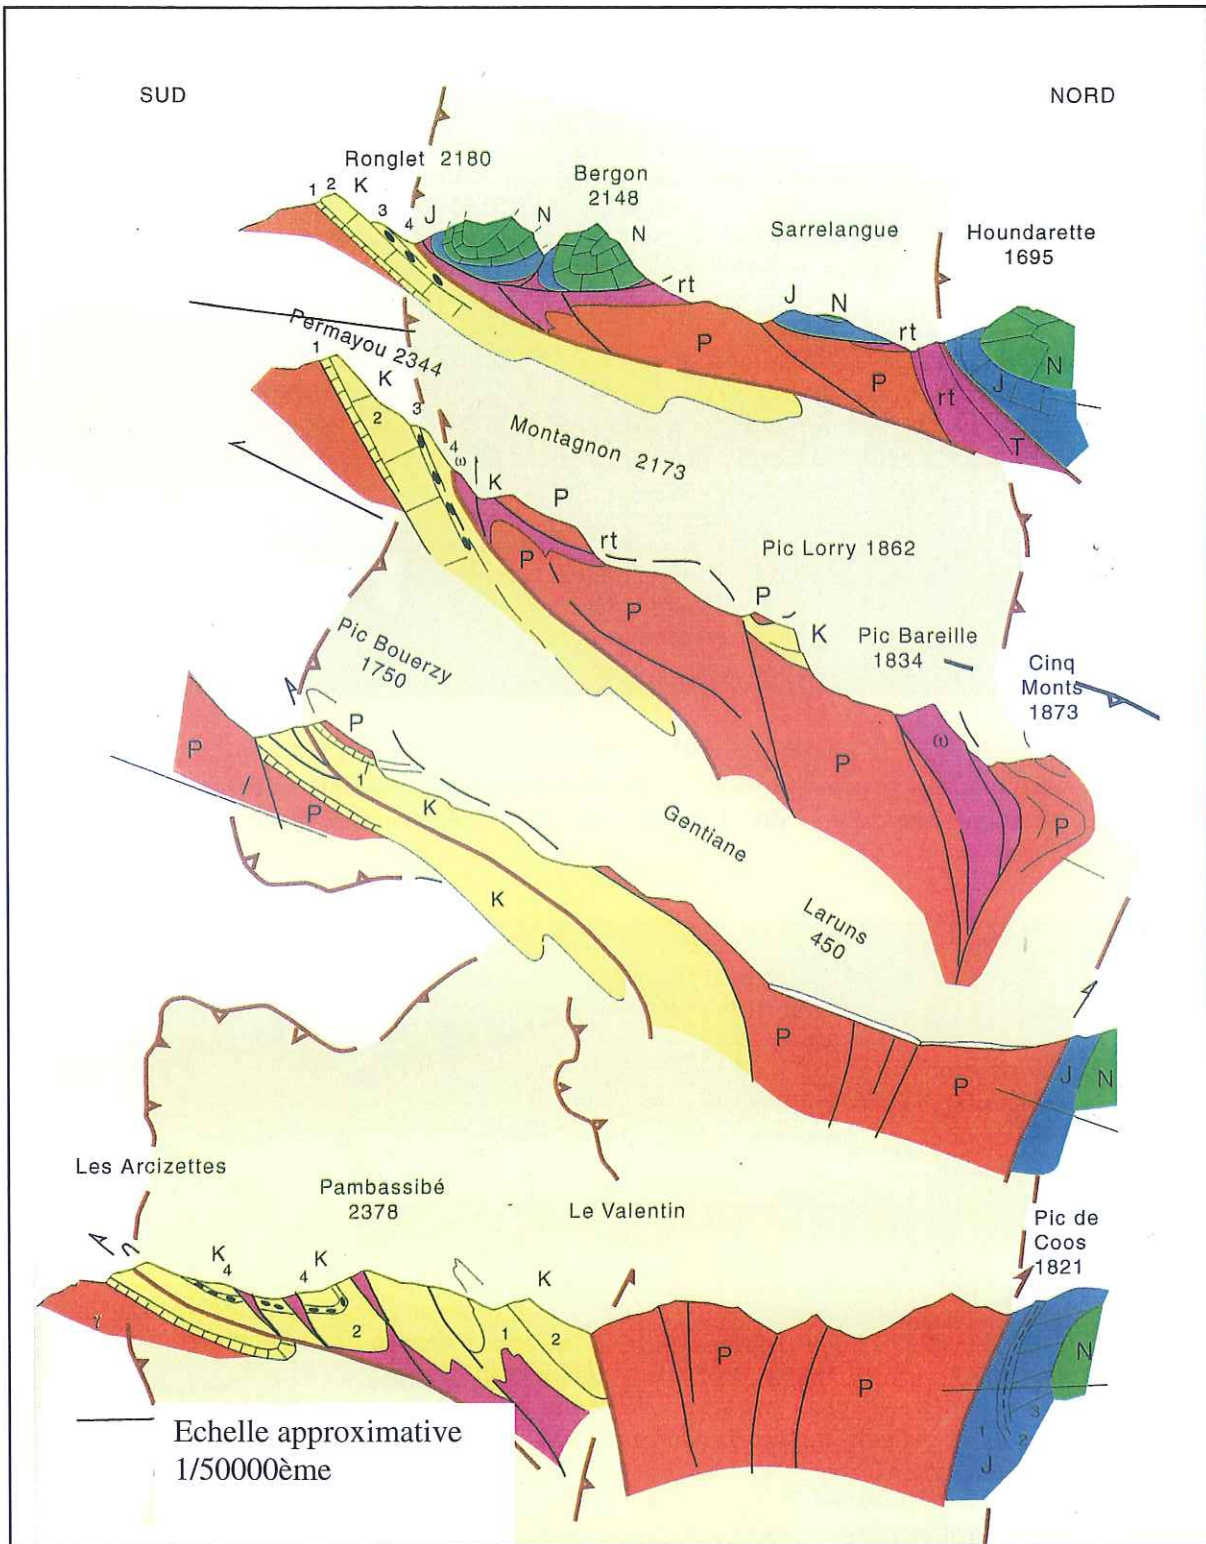 SUD
NORD
Ronglet 2180
Bergon
2148
Sarrelangue
Houndarette
1695
1 2 K
3
4
J
N
N
rt
J
N
rt
P
P
rt
J
N
T
Permayou 2344
1
K
2
3
4
ω
K
P
Montagnon 2173
rt
P
P
Pic Lorry 1862
P
K
Pic Bareille
1834
Cinq
Monts
1873
ω
P
P
Pic Bouerzy
1750
P
P
P
1
K
K
Gentiane
Laruns
450
P
P
J
N
Les Arcizettes
Pambassibé
2378
Le Valentin
Pic de
Coos
1821
K
4
4
K
K
γ
2
1
2
P
P
N
1
2
3
J
Echelle approximative
1/50000ème